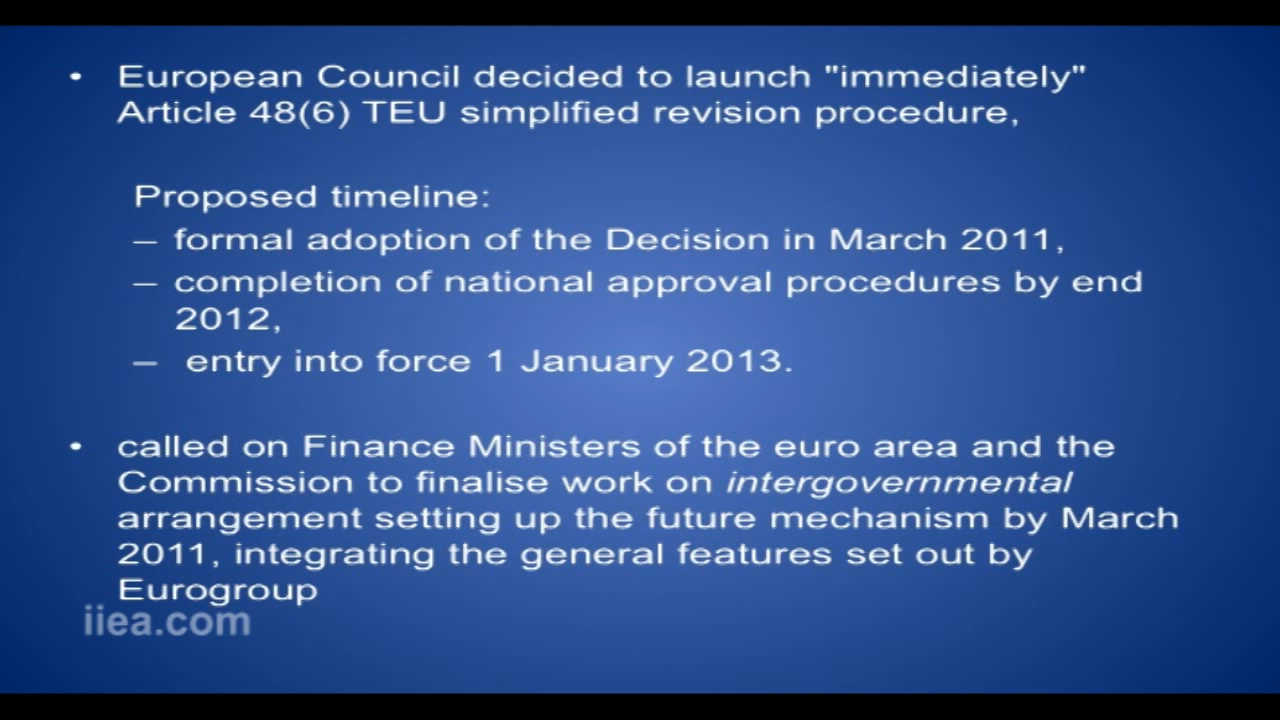 • European Council decided to launch "immediately"
Article 48(6) TEU simplified revision procedure,
Proposed timeline:
– formal adoption of the Decision in March 2011,
– completion of national approval procedures by end
2012,
– entry into force 1 January 2013.
• called on Finance Ministers of the euro area and the
Commission to finalise work on intergovernmental
arrangement setting up the future mechanism by March
2011, integrating the general features set out by
Eurogroup
iiea.com